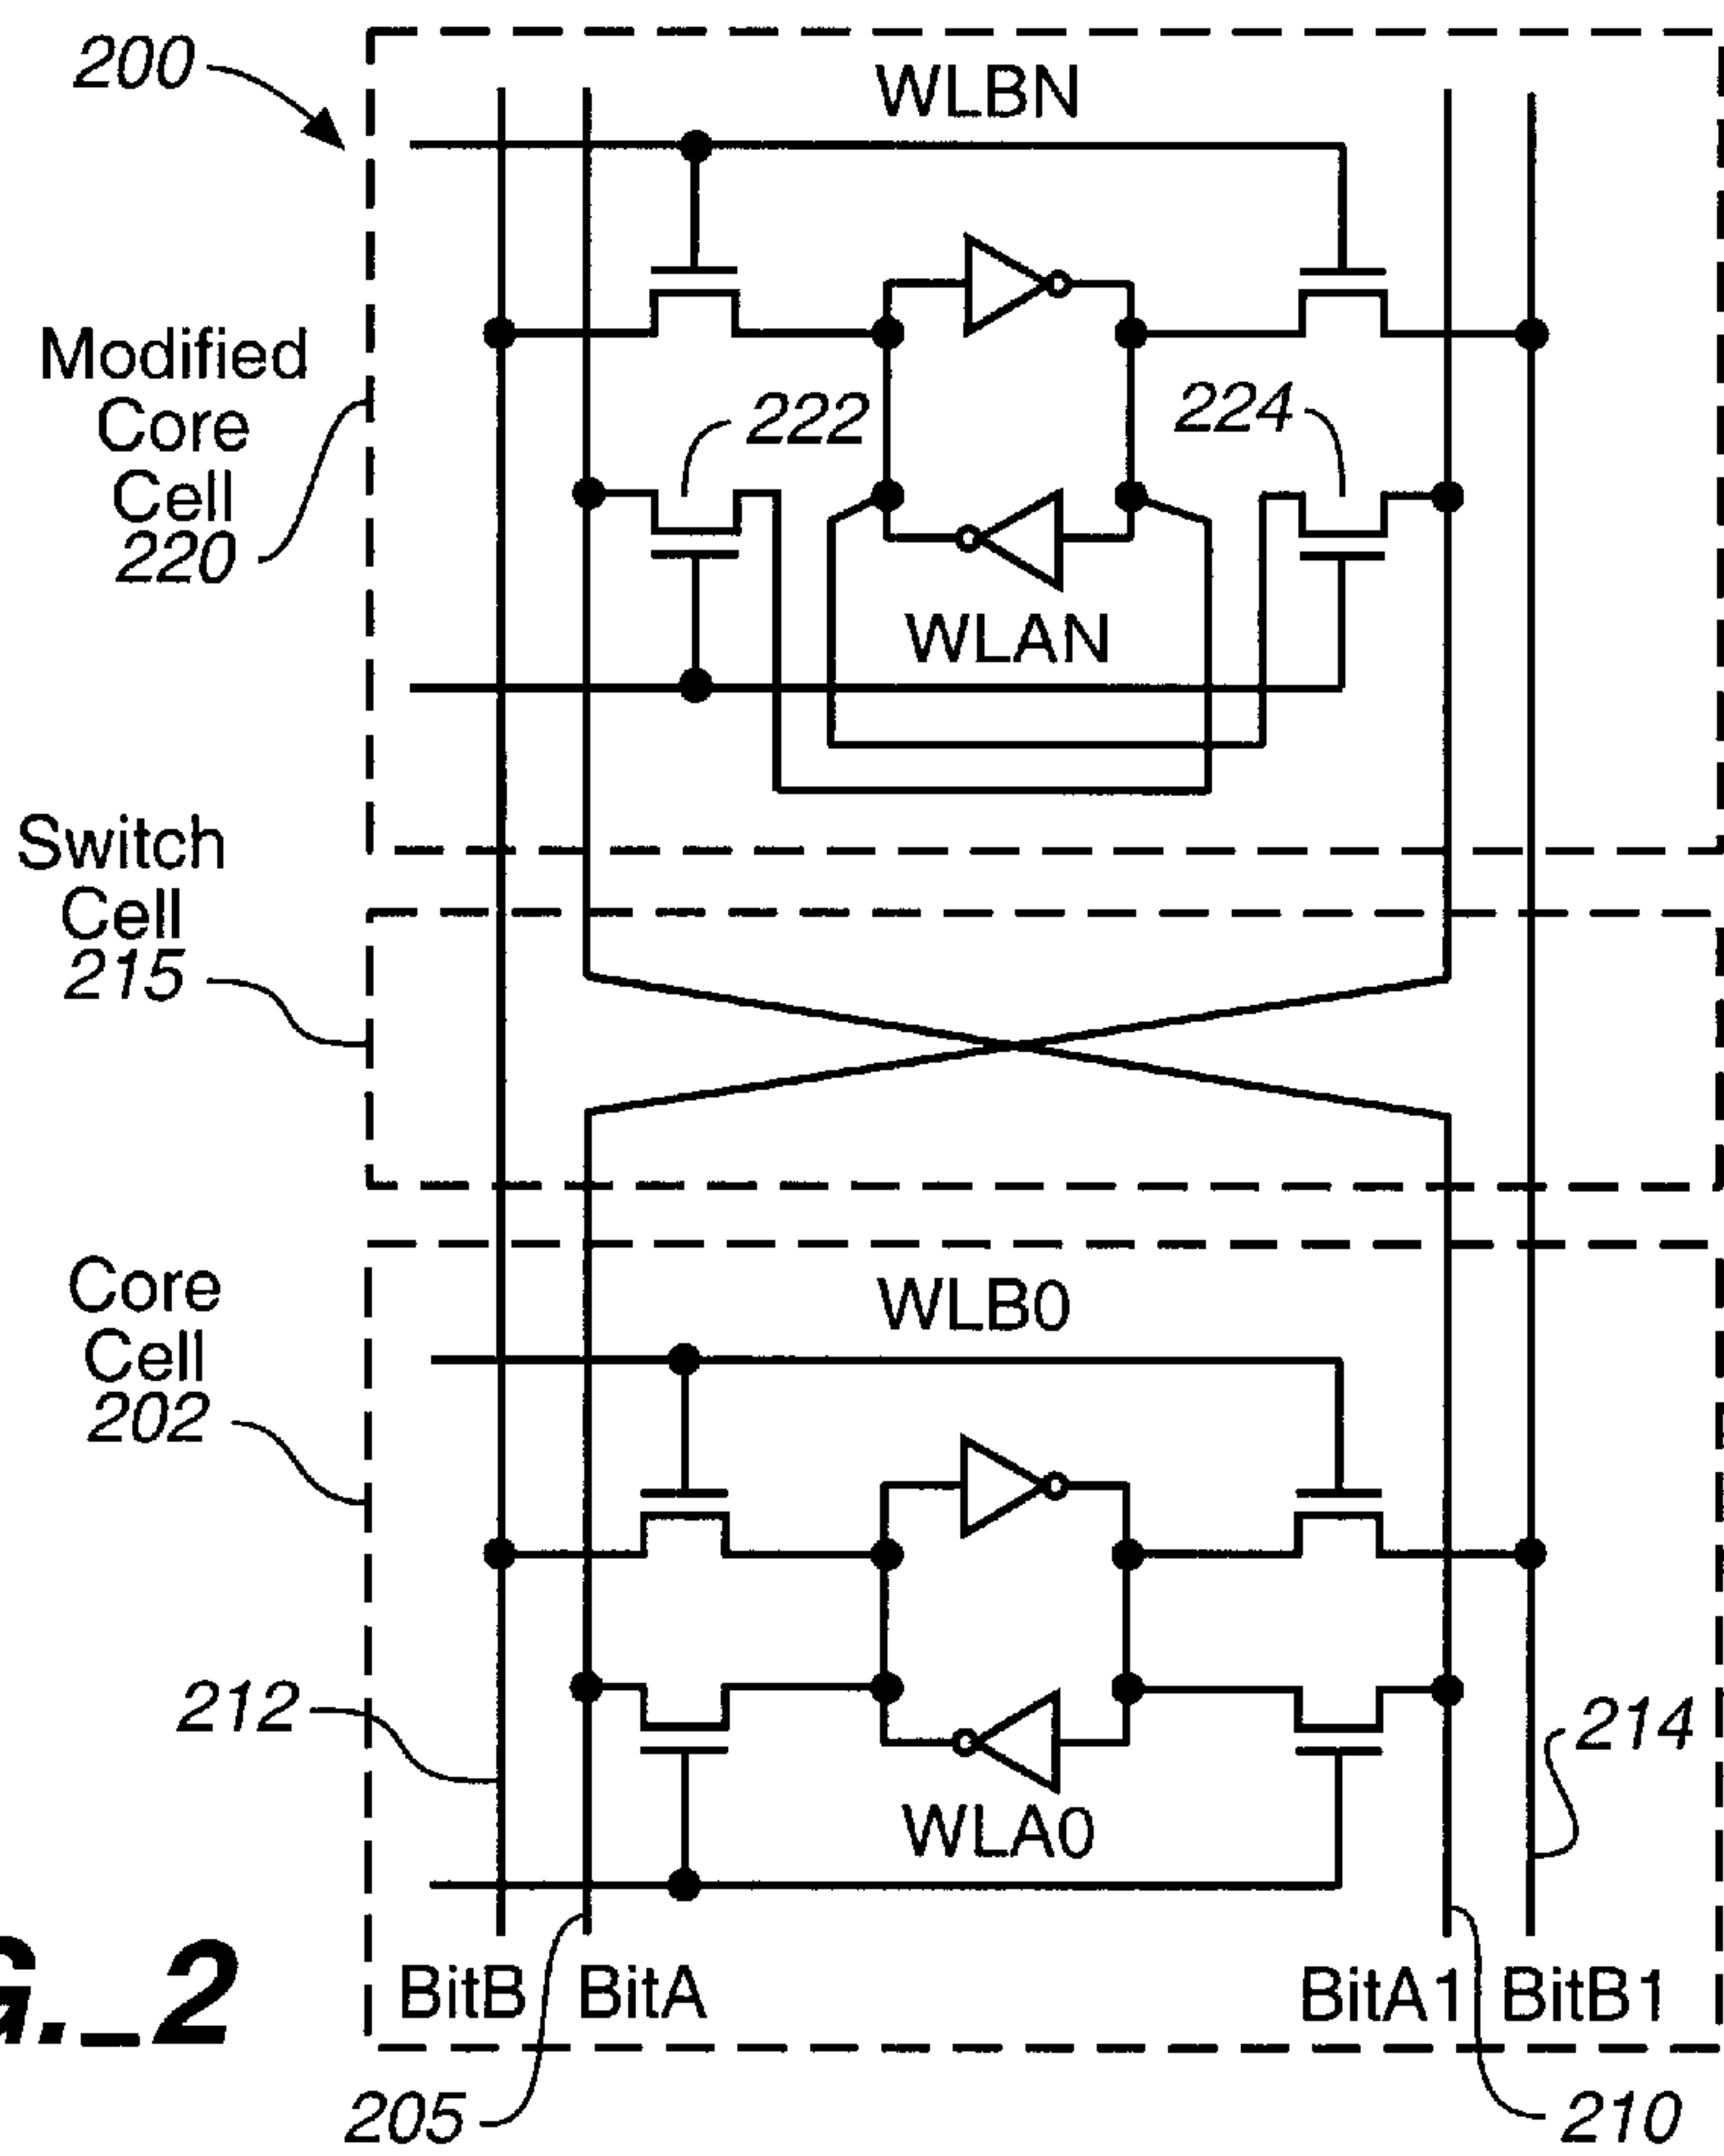 200
WLBN
Modified
Core
Cell
220
222
224
WLAN
Switch
Cell
215
Core
Cell
202
WLB0
212
214
WLA0
G._2
BitB
BitA
BitA1
BitB1
205
210